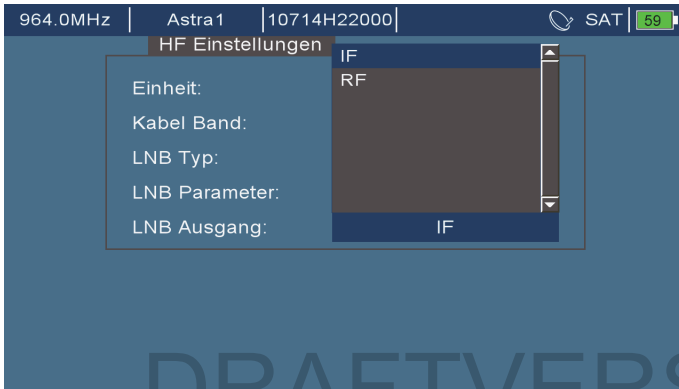 964.0MHz Astra1 10714H22000 SAT 59
HF Einstellungen
IF
RF
Einheit:
Kabel Band:
LNB Typ:
LNB Parameter:
LNB Ausgang: IF
DRAFTVERS